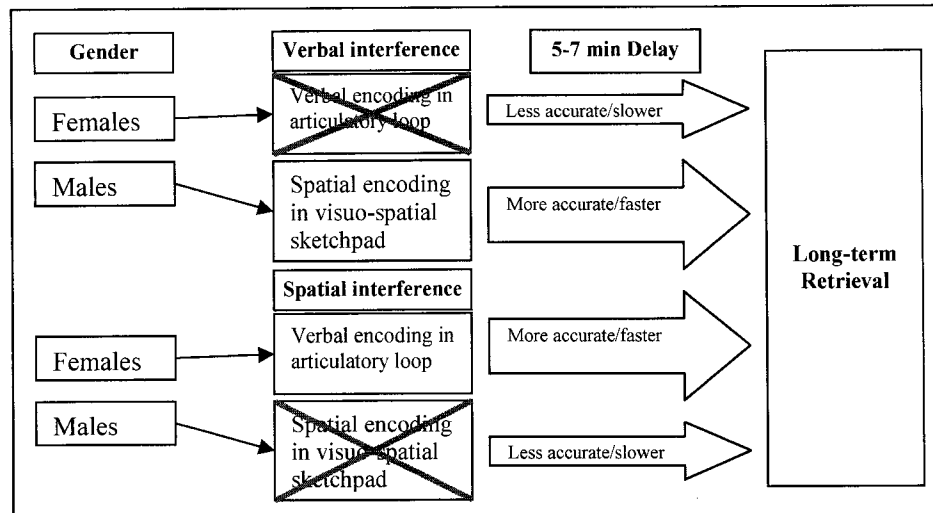 Gender
Verbal interference
5-7 min Delay
Females
Verbal encoding in
articulatory loop
Less accurate/slower
Males
Spatial encoding
in visuo-spatial
sketchpad
More accurate/faster
Long-term
Retrieval
Spatial interference
Females
Verbal encoding in
articulatory loop
More accurate/faster
Males
Spatial encoding
in visuo-spatial
sketchpad
Less accurate/slower